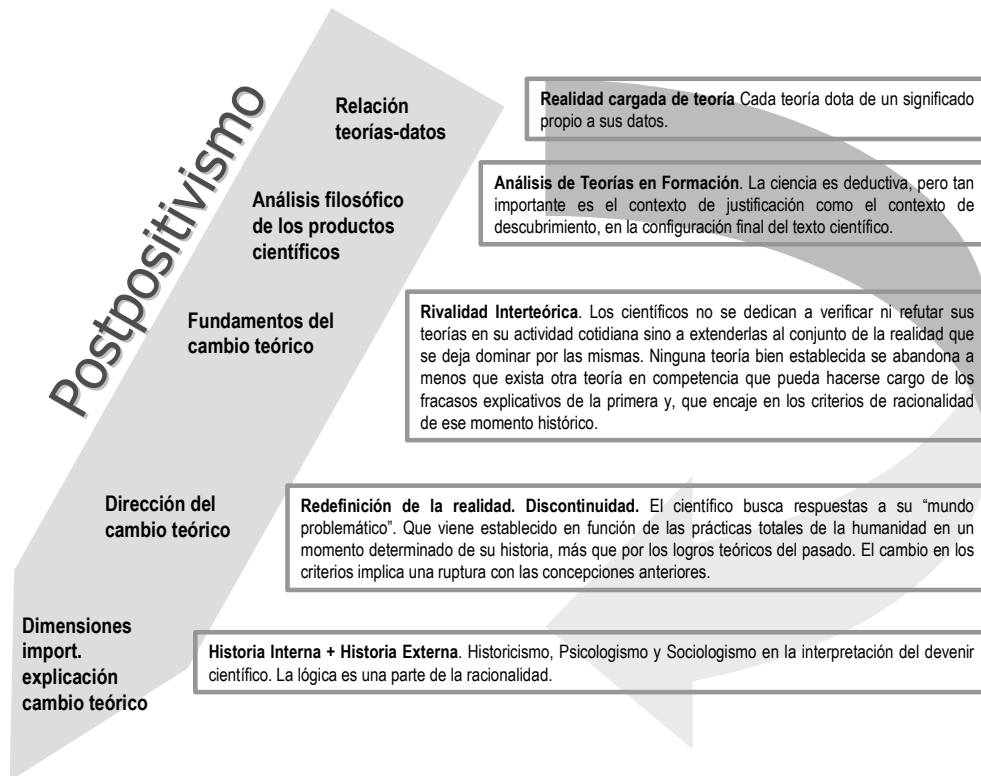 Postpositivismo
Relación
teorías-datos
Realidad cargada de teoría Cada teoría dota de un significado
propio a sus datos.
Análisis filosófico
de los productos
científicos
Análisis de Teorías en Formación. La ciencia es deductiva, pero tan
importante es el contexto de justificación como el contexto de
descubrimiento, en la configuración final del texto científico.
Fundamentos del
cambio teórico
Rivalidad Interteórica. Los científicos no se dedican a verificar ni refutar sus
teorías en su actividad cotidiana sino a extenderlas al conjunto de la realidad que
se deja dominar por las mismas. Ninguna teoría bien establecida se abandona a
menos que exista otra teoría en competencia que pueda hacerse cargo de los
fracasos explicativos de la primera y, que encaje en los criterios de racionalidad
de ese momento histórico.
Dirección del
cambio teórico
Redefinición de la realidad. Discontinuidad. El científico busca respuestas a su “mundo
problemático”. Que viene establecido en función de las prácticas totales de la humanidad en un
momento determinado de su historia, más que por los logros teóricos del pasado. El cambio en los
criterios implica una ruptura con las concepciones anteriores.
Dimensiones
import.
explicación
cambio teórico
Historia Interna + Historia Externa. Historicismo, Psicologismo y Sociologismo en la interpretación del devenir
científico. La lógica es una parte de la racionalidad.